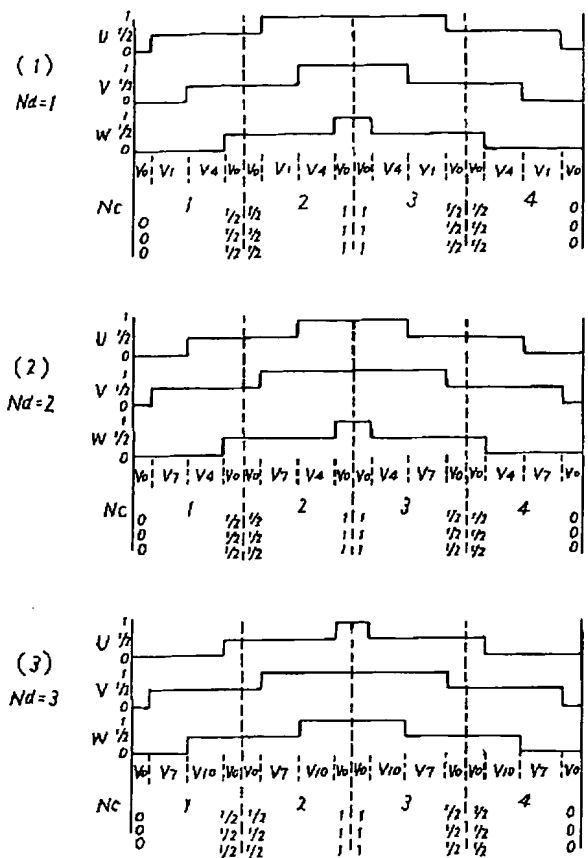 1
U 1/2
0
1
(1)
V 1/2
Nd=1
0
1
W 1/2
0
V0 V1 V4 V0 V0 V1 V4 V0 V0 V4 V1 V0 V0 V4 V1 V0
Nc 1 2 3 4
0 1/2 1/2 1 1 1/2 1/2 0
0 1/2 1/2 1 1 1/2 1/2 0
0 1/2 1/2 1 1 1/2 1/2 0
1
U 1/2
0
1
(2)
V 1/2
Nd=2
0
1
W 1/2
0
V0 V7 V4 V0 V0 V7 V4 V0 V0 V4 V7 V0 V0 V4 V7 V0
Nc 1 2 3 4
0 1/2 1/2 1 1 1/2 1/2 0
0 1/2 1/2 1 1 1/2 1/2 0
0 1/2 1/2 1 1 1/2 1/2 0
1
U 1/2
0
(3)
1
V 1/2
Nd=3
0
1
W 1/2
0
V0 V7 V10 V0 V0 V7 V10 V0 V0 V10 V7 V0 V0 V10 V7 V0
Nc 1 2 3 4
0 1/2 1/2 1 1 1/2 1/2 0
0 1/2 1/2 1 1 1/2 1/2 0
0 1/2 1/2 1 1 1/2 1/2 0